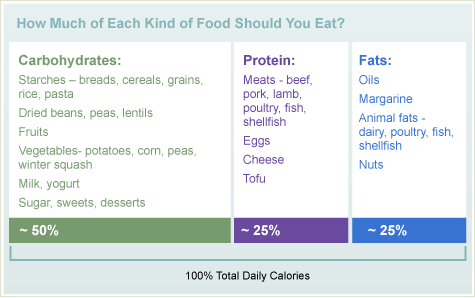 How Much of Each Kind of Food Should You Eat?
Carbohydrates:
Starches – breads, cereals, grains,
rice, pasta
Dried beans, peas, lentils
Fruits
Vegetables- potatoes, corn, peas,
winter squash
Milk, yogurt
Sugar, sweets, desserts
~ 50%
Protein:
Meats - beef,
pork, lamb,
poultry, fish,
shellfish
Eggs
Cheese
Tofu
~ 25%
Fats:
Oils
Margarine
Animal fats -
dairy, poultry, fish,
shellfish
Nuts
~ 25%
100% Total Daily Calories